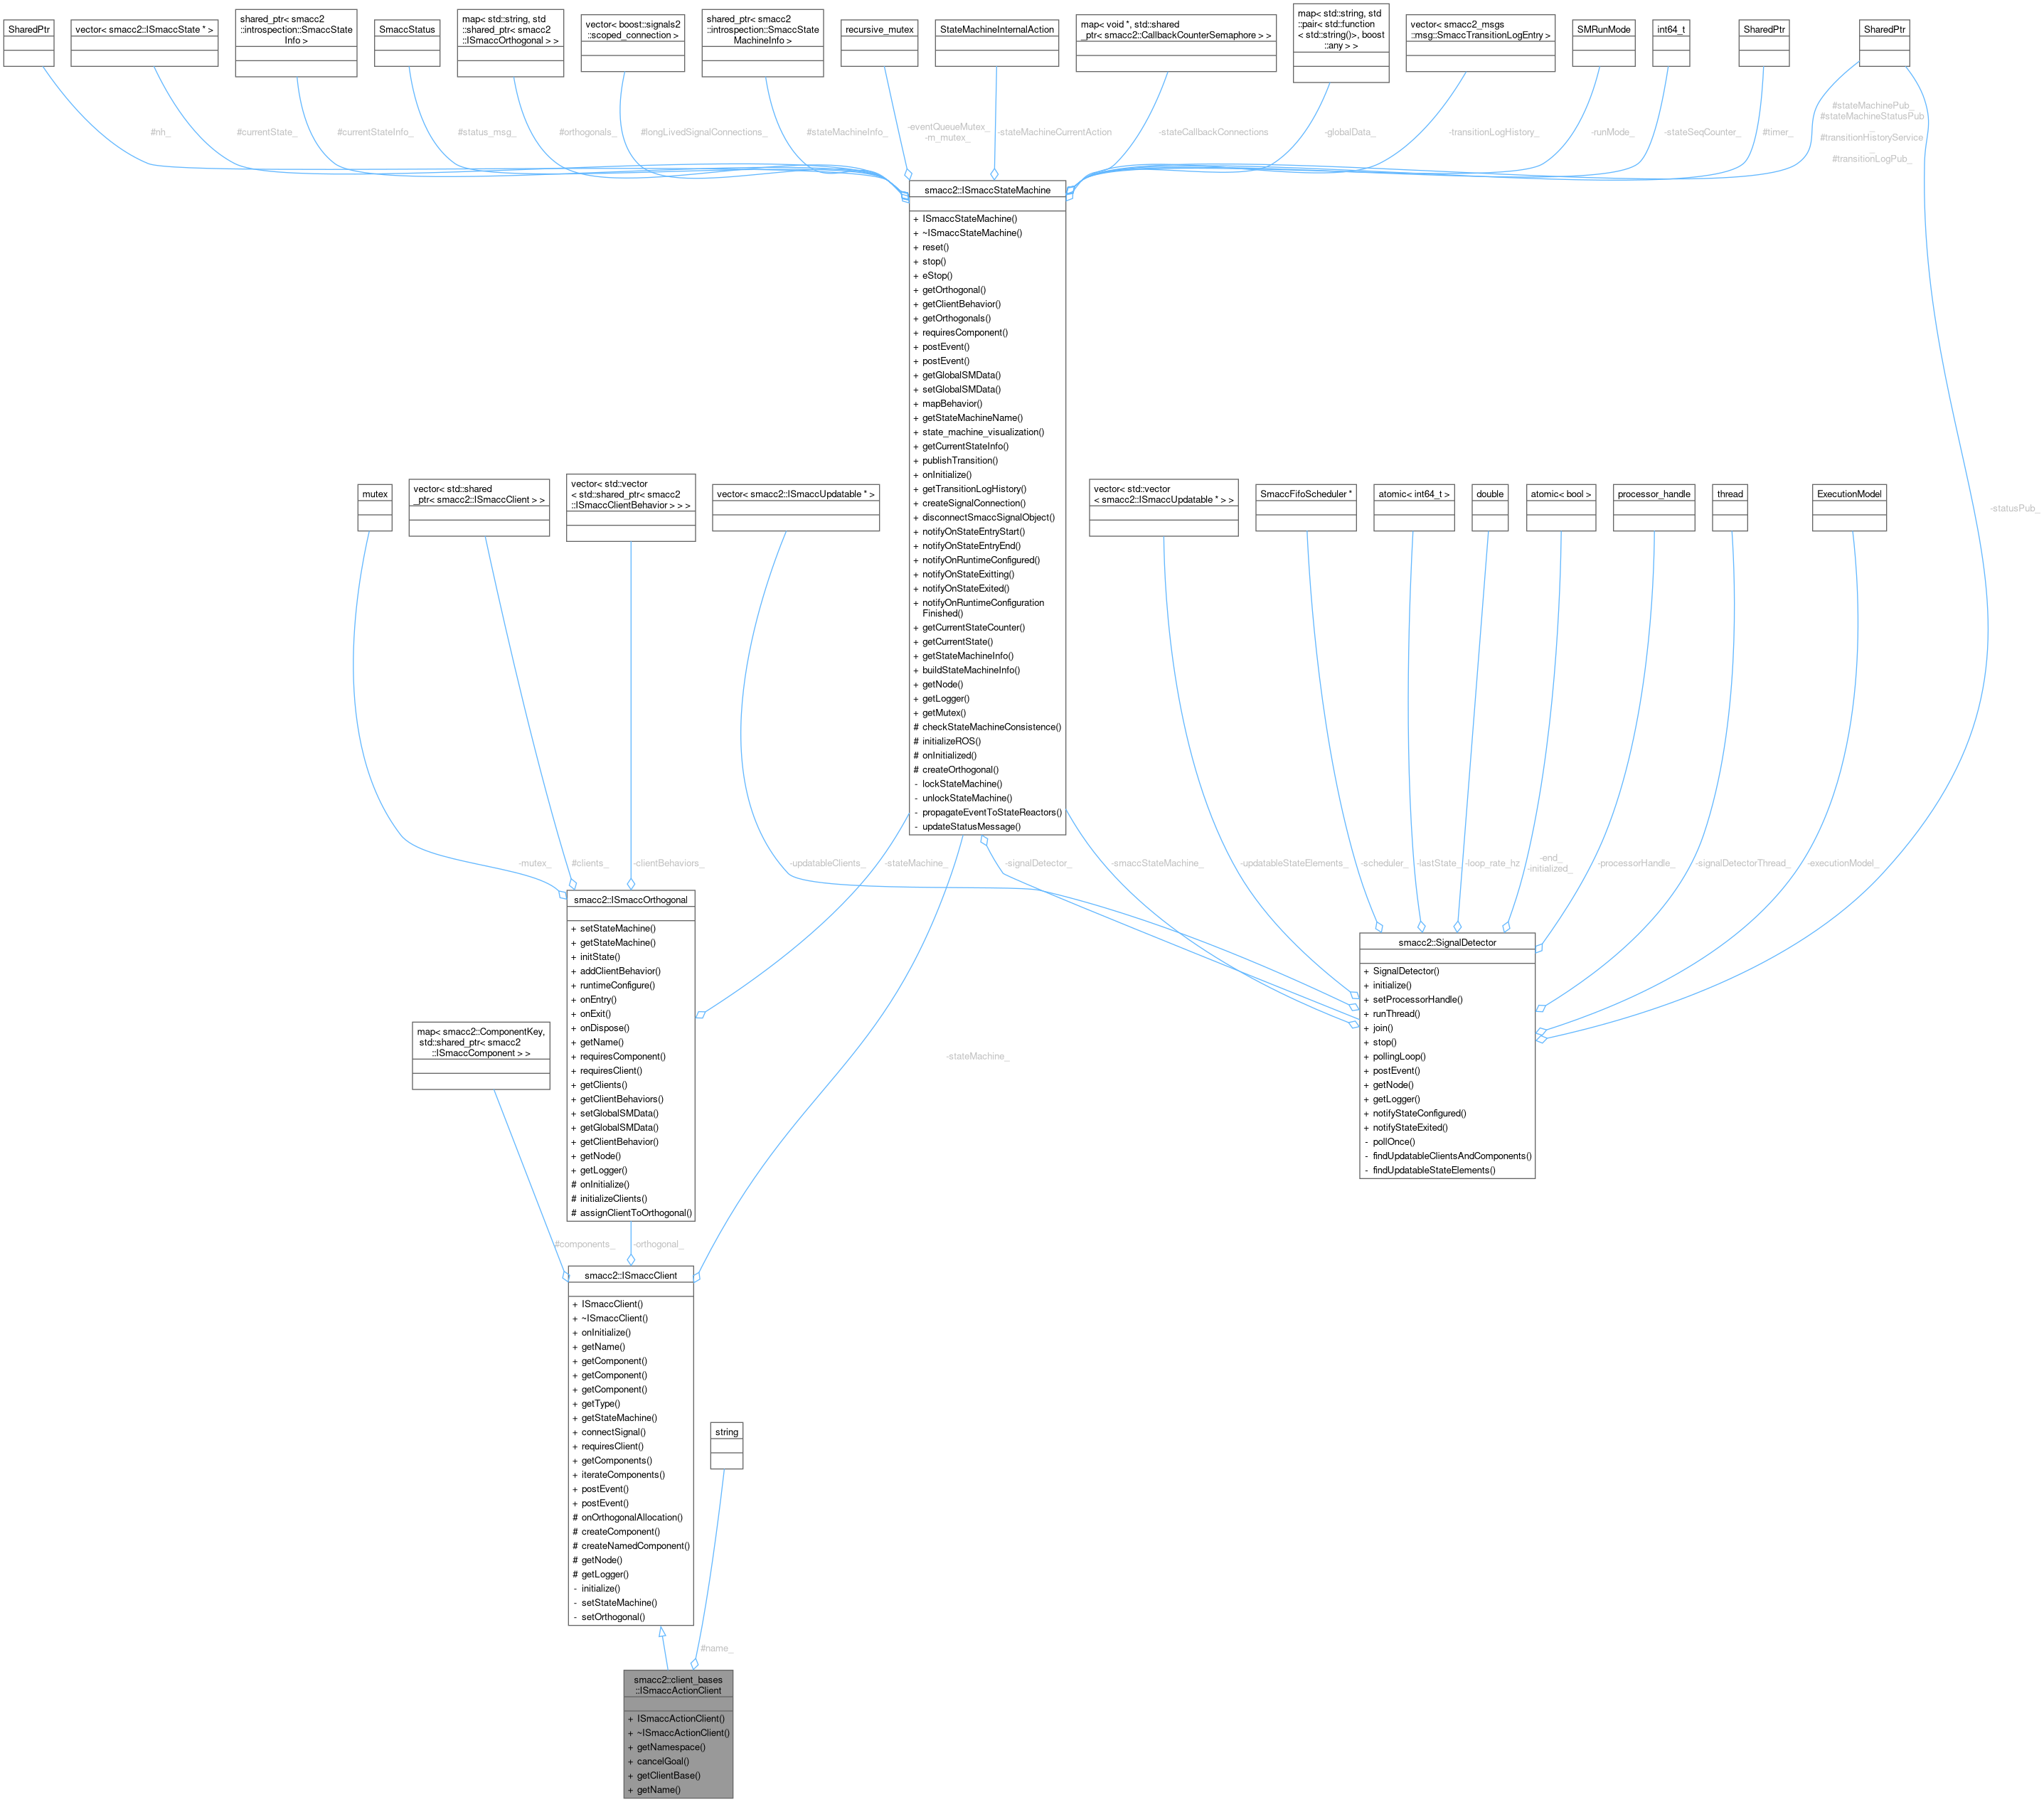 SharedPtr
vector< smacc2::ISmaccState * >
shared_ptr< smacc2
::introspection::SmaccState
Info >
SmaccStatus
map< std::string, std
::shared_ptr< smacc2
::ISmaccOrthogonal > >
vector< boost::signals2
::scoped_connection >
shared_ptr< smacc2
::introspection::SmaccState
MachineInfo >
recursive_mutex
StateMachineInternalAction
map< void *, std::shared
_ptr< smacc2::CallbackCounterSemaphore > >
map< std::string, std
::pair< std::function
< std::string()>, boost
::any > >
vector< smacc2_msgs
::msg::SmaccTransitionLogEntry >
SMRunMode
int64_t
SharedPtr
SharedPtr
#nh_
#currentState_
#currentStateInfo_
#status_msg_
#orthogonals_
#longLivedSignalConnections_
#stateMachineInfo_
-eventQueueMutex_
-m_mutex_
-stateMachineCurrentAction
-stateCallbackConnections
-globalData_
-transitionLogHistory_
-runMode_
-stateSeqCounter_
#timer_
#stateMachinePub_
#stateMachineStatusPub
_
#transitionHistoryService
_
#transitionLogPub_
smacc2::ISmaccStateMachine
+ ISmaccStateMachine()
+ ~ISmaccStateMachine()
+ reset()
+ stop()
+ eStop()
+ getOrthogonal()
+ getClientBehavior()
+ getOrthogonals()
+ requiresComponent()
+ postEvent()
+ postEvent()
+ getGlobalSMData()
+ setGlobalSMData()
+ mapBehavior()
+ getStateMachineName()
+ state_machine_visualization()
+ getCurrentStateInfo()
+ publishTransition()
+ onInitialize()
+ getTransitionLogHistory()
+ createSignalConnection()
+ disconnectSmaccSignalObject()
+ notifyOnStateEntryStart()
+ notifyOnStateEntryEnd()
+ notifyOnRuntimeConfigured()
+ notifyOnStateExitting()
+ notifyOnStateExited()
+ notifyOnRuntimeConfiguration
Finished()
+ getCurrentStateCounter()
+ getCurrentState()
+ getStateMachineInfo()
+ buildStateMachineInfo()
+ getNode()
+ getLogger()
+ getMutex()
# checkStateMachineConsistence()
# initializeROS()
# onInitialized()
# createOrthogonal()
- lockStateMachine()
- unlockStateMachine()
- propagateEventToStateReactors()
- updateStatusMessage()
mutex
vector< std::shared
_ptr< smacc2::ISmaccClient > >
vector< std::vector
< std::shared_ptr< smacc2
::ISmaccClientBehavior > > >
vector< smacc2::ISmaccUpdatable * >
vector< std::vector
< smacc2::ISmaccUpdatable * > >
SmaccFifoScheduler *
atomic< int64_t >
double
atomic< bool >
processor_handle
thread
ExecutionModel
-statusPub_
-mutex_
#clients_
-clientBehaviors_
-updatableClients_
-stateMachine_
-signalDetector_
-smaccStateMachine_
-updatableStateElements_
-scheduler_
-lastState_
-loop_rate_hz
-end_
-initialized_
-processorHandle_
-signalDetectorThread_
-executionModel_
smacc2::ISmaccOrthogonal
+ setStateMachine()
+ getStateMachine()
+ initState()
+ addClientBehavior()
+ runtimeConfigure()
+ onEntry()
+ onExit()
+ onDispose()
+ getName()
+ requiresComponent()
+ requiresClient()
+ getClients()
+ getClientBehaviors()
+ setGlobalSMData()
+ getGlobalSMData()
+ getClientBehavior()
+ getNode()
+ getLogger()
# onInitialize()
# initializeClients()
# assignClientToOrthogonal()
smacc2::SignalDetector
+ SignalDetector()
+ initialize()
+ setProcessorHandle()
+ runThread()
+ join()
+ stop()
+ pollingLoop()
+ postEvent()
+ getNode()
+ getLogger()
+ notifyStateConfigured()
+ notifyStateExited()
- pollOnce()
- findUpdatableClientsAndComponents()
- findUpdatableStateElements()
map< smacc2::ComponentKey,
std::shared_ptr< smacc2
::ISmaccComponent > >
-stateMachine_
#components_
-orthogonal_
smacc2::ISmaccClient
+ ISmaccClient()
+ ~ISmaccClient()
+ onInitialize()
+ getName()
+ getComponent()
+ getComponent()
+ getComponent()
+ getType()
+ getStateMachine()
+ connectSignal()
+ requiresClient()
+ getComponents()
+ iterateComponents()
+ postEvent()
+ postEvent()
# onOrthogonalAllocation()
# createComponent()
# createNamedComponent()
# getNode()
# getLogger()
- initialize()
- setStateMachine()
- setOrthogonal()
string
#name_
smacc2::client_bases
::ISmaccActionClient
+ ISmaccActionClient()
+ ~ISmaccActionClient()
+ getNamespace()
+ cancelGoal()
+ getClientBase()
+ getName()